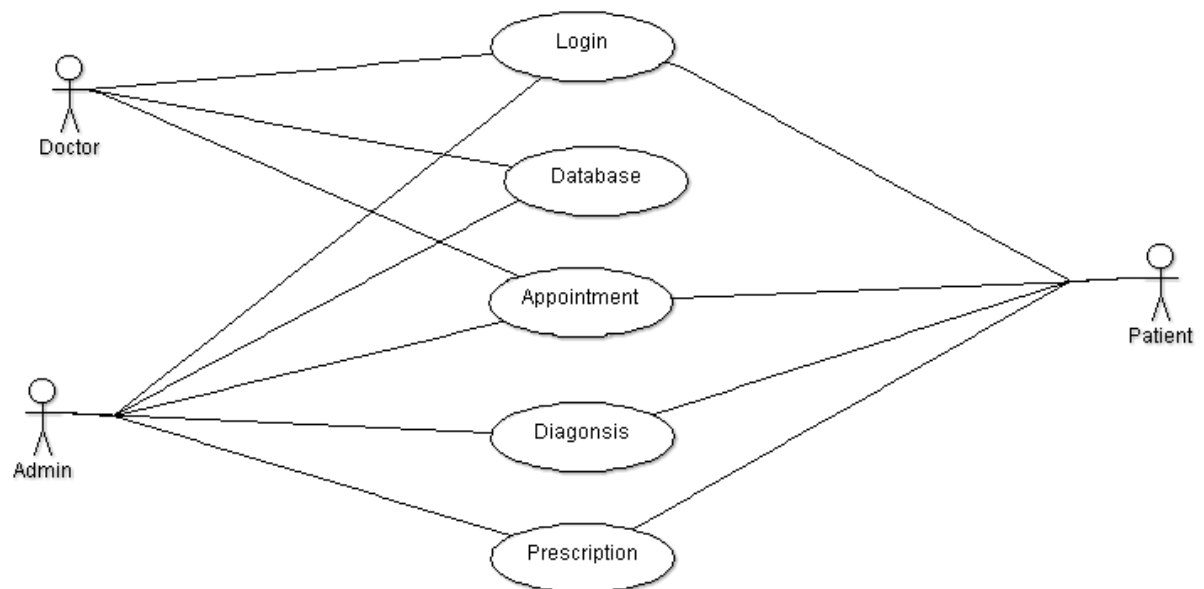 Login
Doctor
Database
Appointment
Patient
Diagonsis
Admin
Prescription